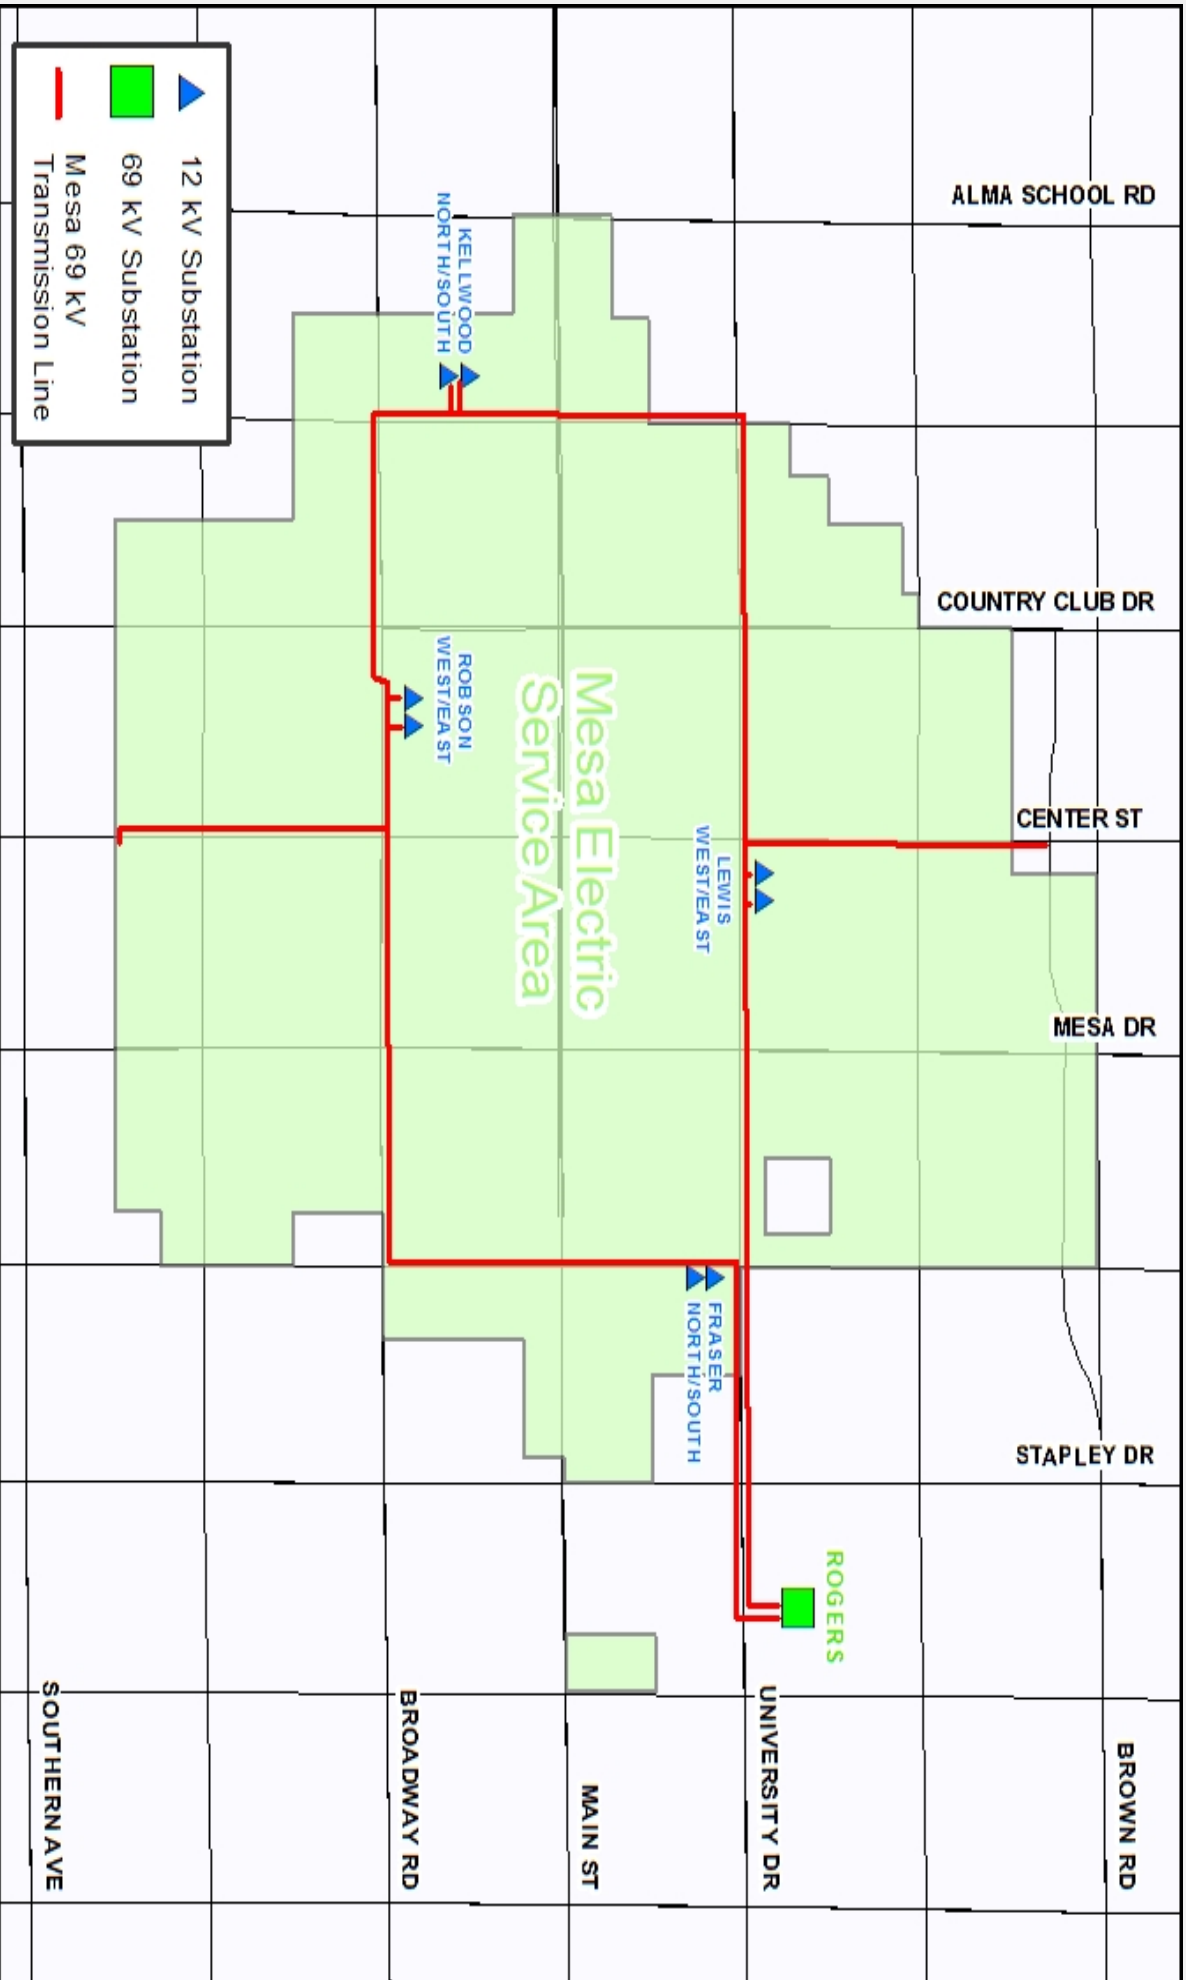 ALMA SCHOOL RD
COUNTRY CLUB DR
CENTER ST
MESA DR
STAPLEY DR
BROWN RD
UNIVERSITY DR
MAIN ST
BROADWAY RD
SOUTHERN AVE
ROGERS
FRASER
NORTH/SOUTH
LEWIS
WEST/EAST
Mesa Electric
Service Area
KELLWOOD
NORTH/SOUTH
ROBSON
WEST/EAST
12 kV Substation
69 kV Substation
Mesa 69 kV
Transmission Line